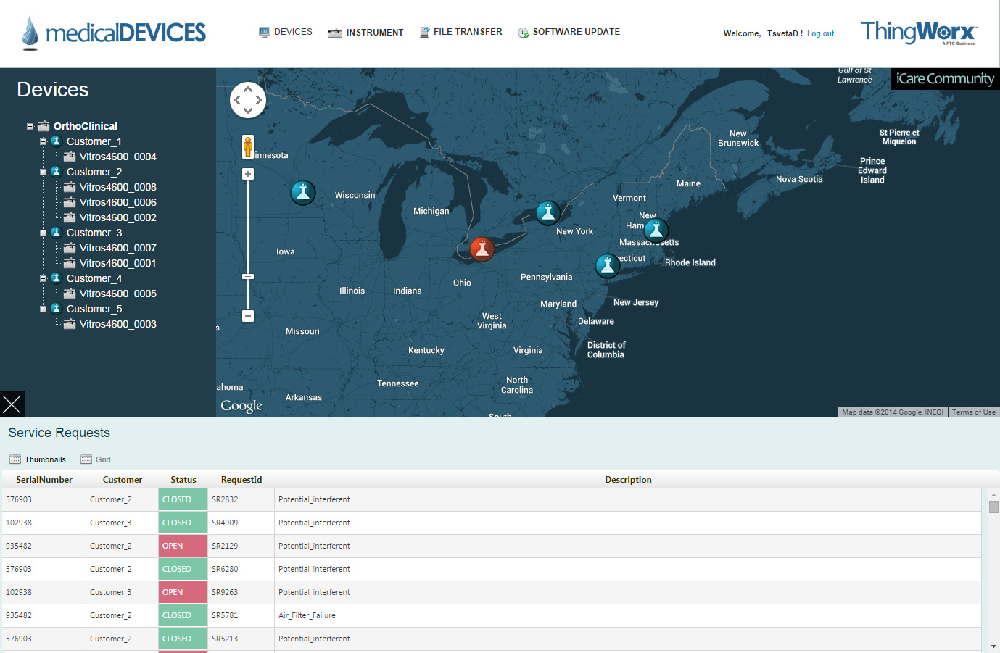 medicalDEVICES
DEVICES
INSTRUMENT
FILE TRANSFER
SOFTWARE UPDATE
Welcome, TsvetaD ! Log out
ThingWorx
A PTC Business
Devices
OrthoClinical
Customer_1
Vitros4600_0004
Customer_2
Vitros4600_0008
Vitros4600_0006
Vitros4600_0002
Customer_3
Vitros4600_0007
Vitros4600_0001
Customer_4
Vitros4600_0005
Customer_5
Vitros4600_0003
Gulf of St
Lawrence
iCare Community
New
Brunswick
St Pierre et
Miquelon
Prince
Edward
Island
Nova Scotia
Maine
innesota
Wisconsin
Michigan
Vermont
New
Ham
New York
Massachusetts
ecticut
Rhode Island
Iowa
Ohio
Pennsylvania
Illinois
Indiana
Maryland
New Jersey
West
Virginia
Delaware
s
Missouri
District of
Columbia
Kentucky
Virginia
ahoma
Tennessee
North
Carolina
Arkansas
South
Google
Map data ©2014 Google, INEGI
Terms of Use
Service Requests
Thumbnails
Grid
SerialNumber Customer Status RequestId Description
576903 Customer_2 CLOSED SR2832 Potential_interferent
102938 Customer_3 CLOSED SR4909 Potential_interferent
935482 Customer_2 OPEN SR2129 Potential_interferent
576903 Customer_2 CLOSED SR6280 Potential_interferent
102938 Customer_3 OPEN SR9263 Potential_interferent
935482 Customer_2 CLOSED SR5781 Air_Filter_Failure
576903 Customer_2 CLOSED SR5213 Potential_interferent